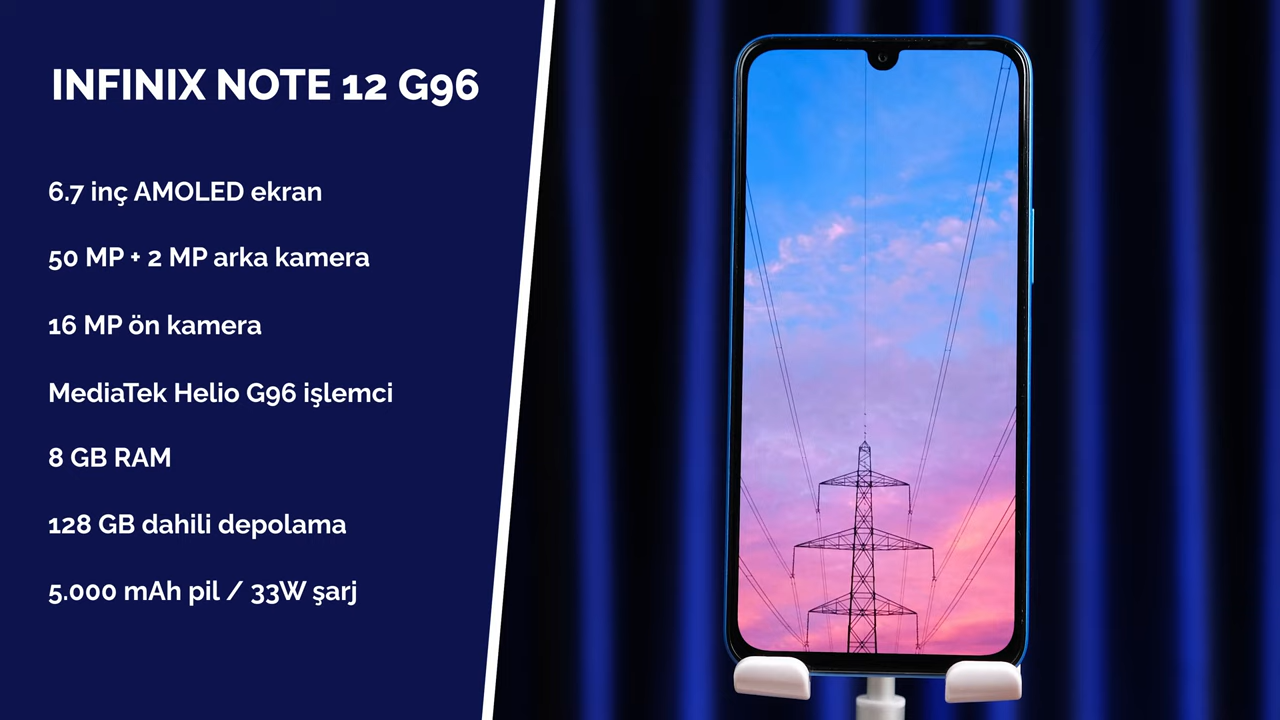 INFINIX NOTE 12 G96
6.7 inç AMOLED ekran
50 MP + 2 MP arka kamera
16 MP ön kamera
MediaTek Helio G96 işlemci
8 GB RAM
128 GB dahili depolama
5.000 mAh pil / 33W şarj